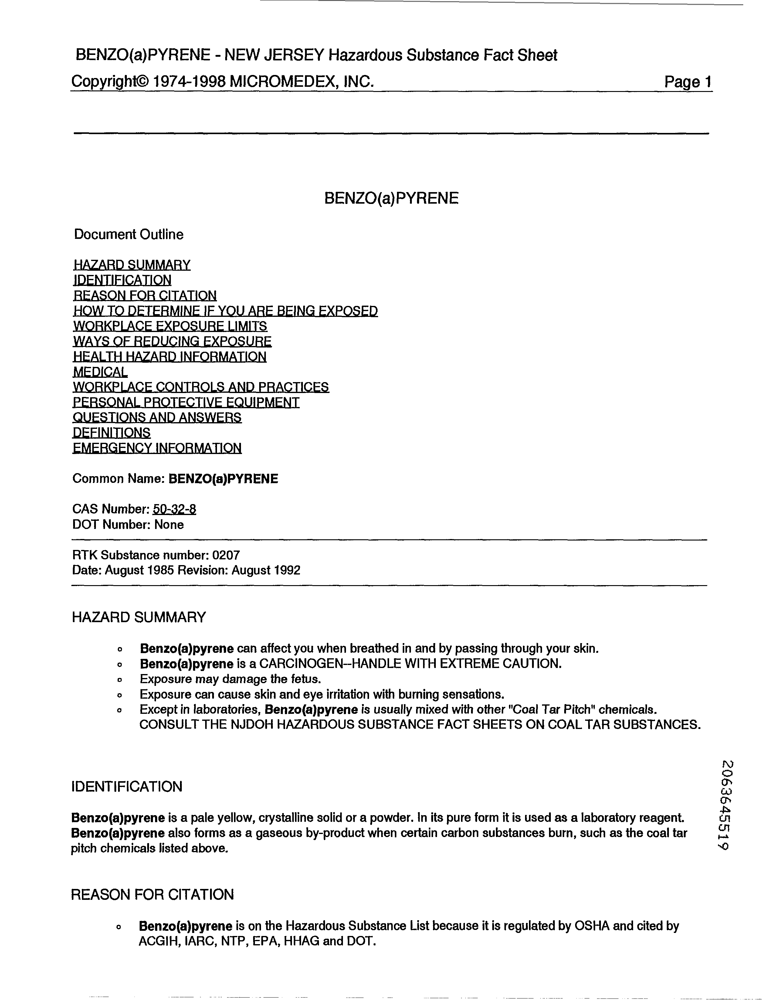 BENZO(a)PYRENE - NEW JERSEY Hazardous Substance Fact Sheet
Copyright© 1974-1998 MICROMEDEX, INC. Page 1
BENZO(a)PYRENE
Document Outline
HAZARD SUMMARY
IDENTIFICATION
REASON FOR CITATION
HOW TO DETERMINE IF YOU ARE BEING EXPOSED
WORKPLACE EXPOSURE LIMITS
WAYS OF REDUCING EXPOSURE
HEALTH HAZARD INFORMATION
MEDICAL
WORKPLACE CONTROLS AND PRACTICES
PERSONAL PROTECTIVE EQUIPMENT
QUESTIONS AND ANSWERS
DEFINITIONS
EMERGENCY INFORMATION
Common Name: BENZO(a)PYRENE
CAS Number: 50-32-8
DOT Number: None
RTK Substance number: 0207
Date: August 1985 Revision: August 1992
HAZARD SUMMARY
o Benzo(a)pyrene can affect you when breathed in and by passing through your skin.
o Benzo(a)pyrene is a CARCINOGEN--HANDLE WITH EXTREME CAUTION.
o Exposure may damage the fetus.
o Exposure can cause skin and eye irritation with burning sensations.
o Except in laboratories, Benzo(a)pyrene is usually mixed with other "Coal Tar Pitch" chemicals.
CONSULT THE NJDOH HAZARDOUS SUBSTANCE FACT SHEETS ON COAL TAR SUBSTANCES.
IDENTIFICATION
Benzo(a)pyrene is a pale yellow, crystalline solid or a powder. In its pure form it is used as a laboratory reagent.
Benzo(a)pyrene also forms as a gaseous by-product when certain carbon substances burn, such as the coal tar
pitch chemicals listed above.
REASON FOR CITATION
o Benzo(a)pyrene is on the Hazardous Substance List because it is regulated by OSHA and cited by
ACGIH, IARC, NTP, EPA, HHAG and DOT.
2063645519